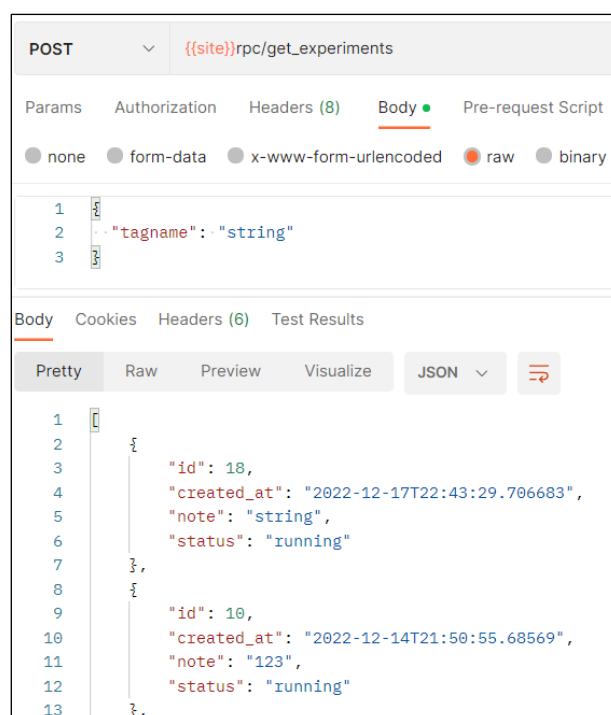 POST {{site}}rpc/get_experiments
Params Authorization Headers (8) Body Pre-request Script
none form-data x-www-form-urlencoded raw binary
1 {
2 "tagname": "string"
3 }
Body Cookies Headers (6) Test Results
Pretty Raw Preview Visualize JSON
1 [
2 {
3 "id": 18,
4 "created_at": "2022-12-17T22:43:29.706683",
5 "note": "string",
6 "status": "running"
7 },
8 {
9 "id": 10,
10 "created_at": "2022-12-14T21:50:55.68569",
11 "note": "123",
12 "status": "running"
13 },